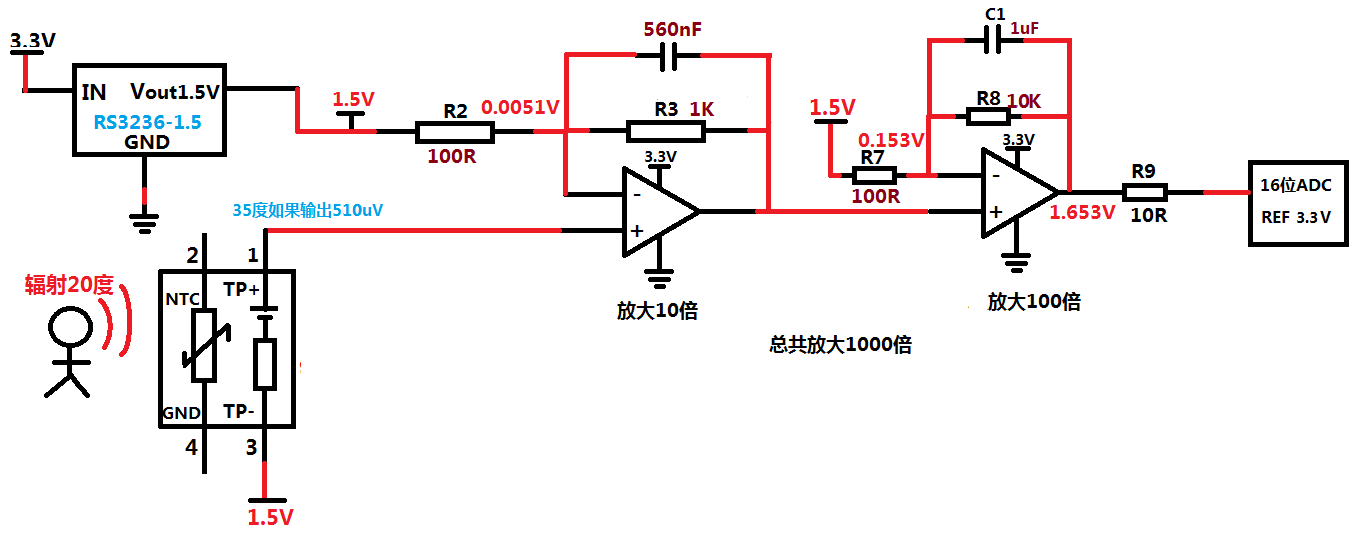 3.3V
IN Vout1.5V
RS3236-1.5
GND
1.5V
R2
100R
0.0051V
560nF
R3 1K
3.3V
-
+
放大10倍
35度如果输出510uV
辐射20度
2 1
NTC TP+
GND TP-
4 3
1.5V
1.5V
0.153V
R7
100R
C1
1uF
R8 10K
3.3V
-
+
放大100倍
总共放大1000倍
1.653V
R9
10R
16位ADC
REF 3.3V